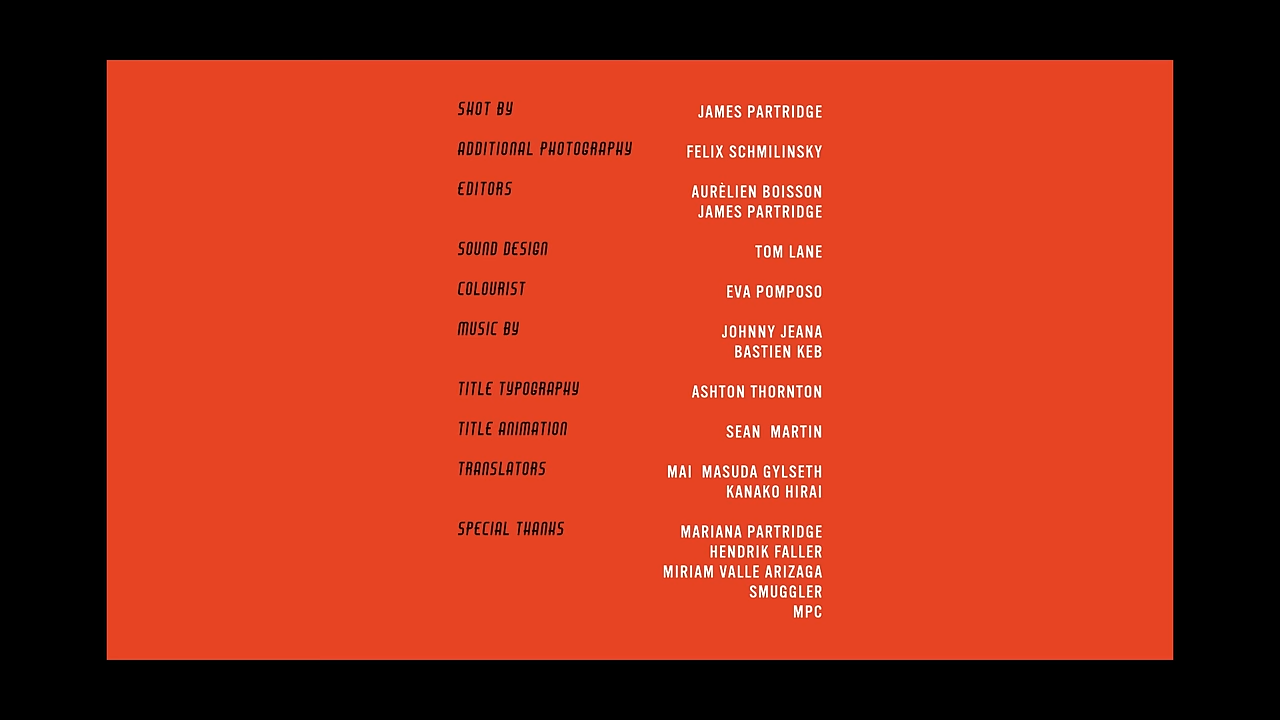 SHOT BY JAMES PARTRIDGE
ADDITIONAL PHOTOGRAPHY FELIX SCHMILINSKY
EDITORS AURÈLIEN BOISSON
JAMES PARTRIDGE
SOUND DESIGN TOM LANE
COLOURIST EVA POMPOSO
MUSIC BY JOHNNY JEANA
BASTIEN KEB
TITLE TYPOGRAPHY ASHTON THORNTON
TITLE ANIMATION SEAN MARTIN
TRANSLATORS MAI MASUDA GYLSETH
KANAKO HIRAI
SPECIAL THANKS MARIANA PARTRIDGE
HENDRIK FALLER
MIRIAM VALLE ARIZAGA
SMUGGLER
MPC